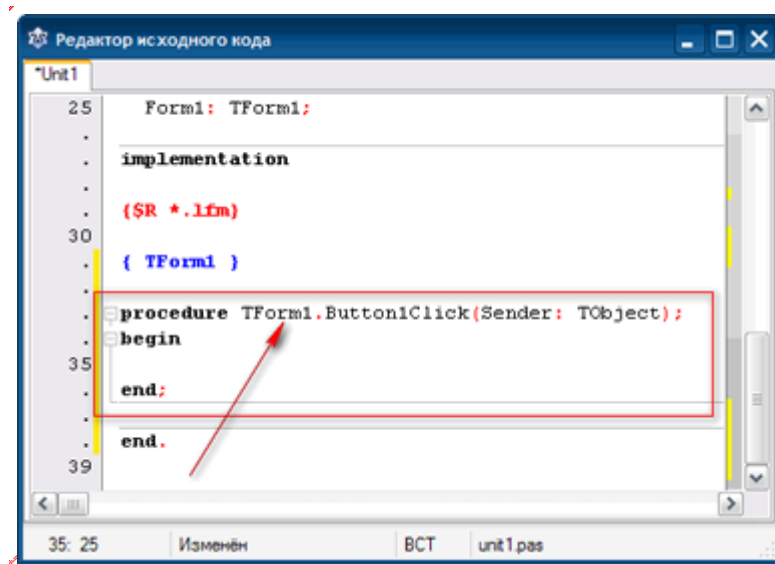 Редактор исходного кода
*Unit1
25 Form1: TForm1;
.
. implementation
.
. {$R *.lfm}
30
. { TForm1 }
.
. procedure TForm1.Button1Click(Sender: TObject);
. begin
35
. end;
.
. end.
39
35: 25 Изменён ВСТ unit1.pas